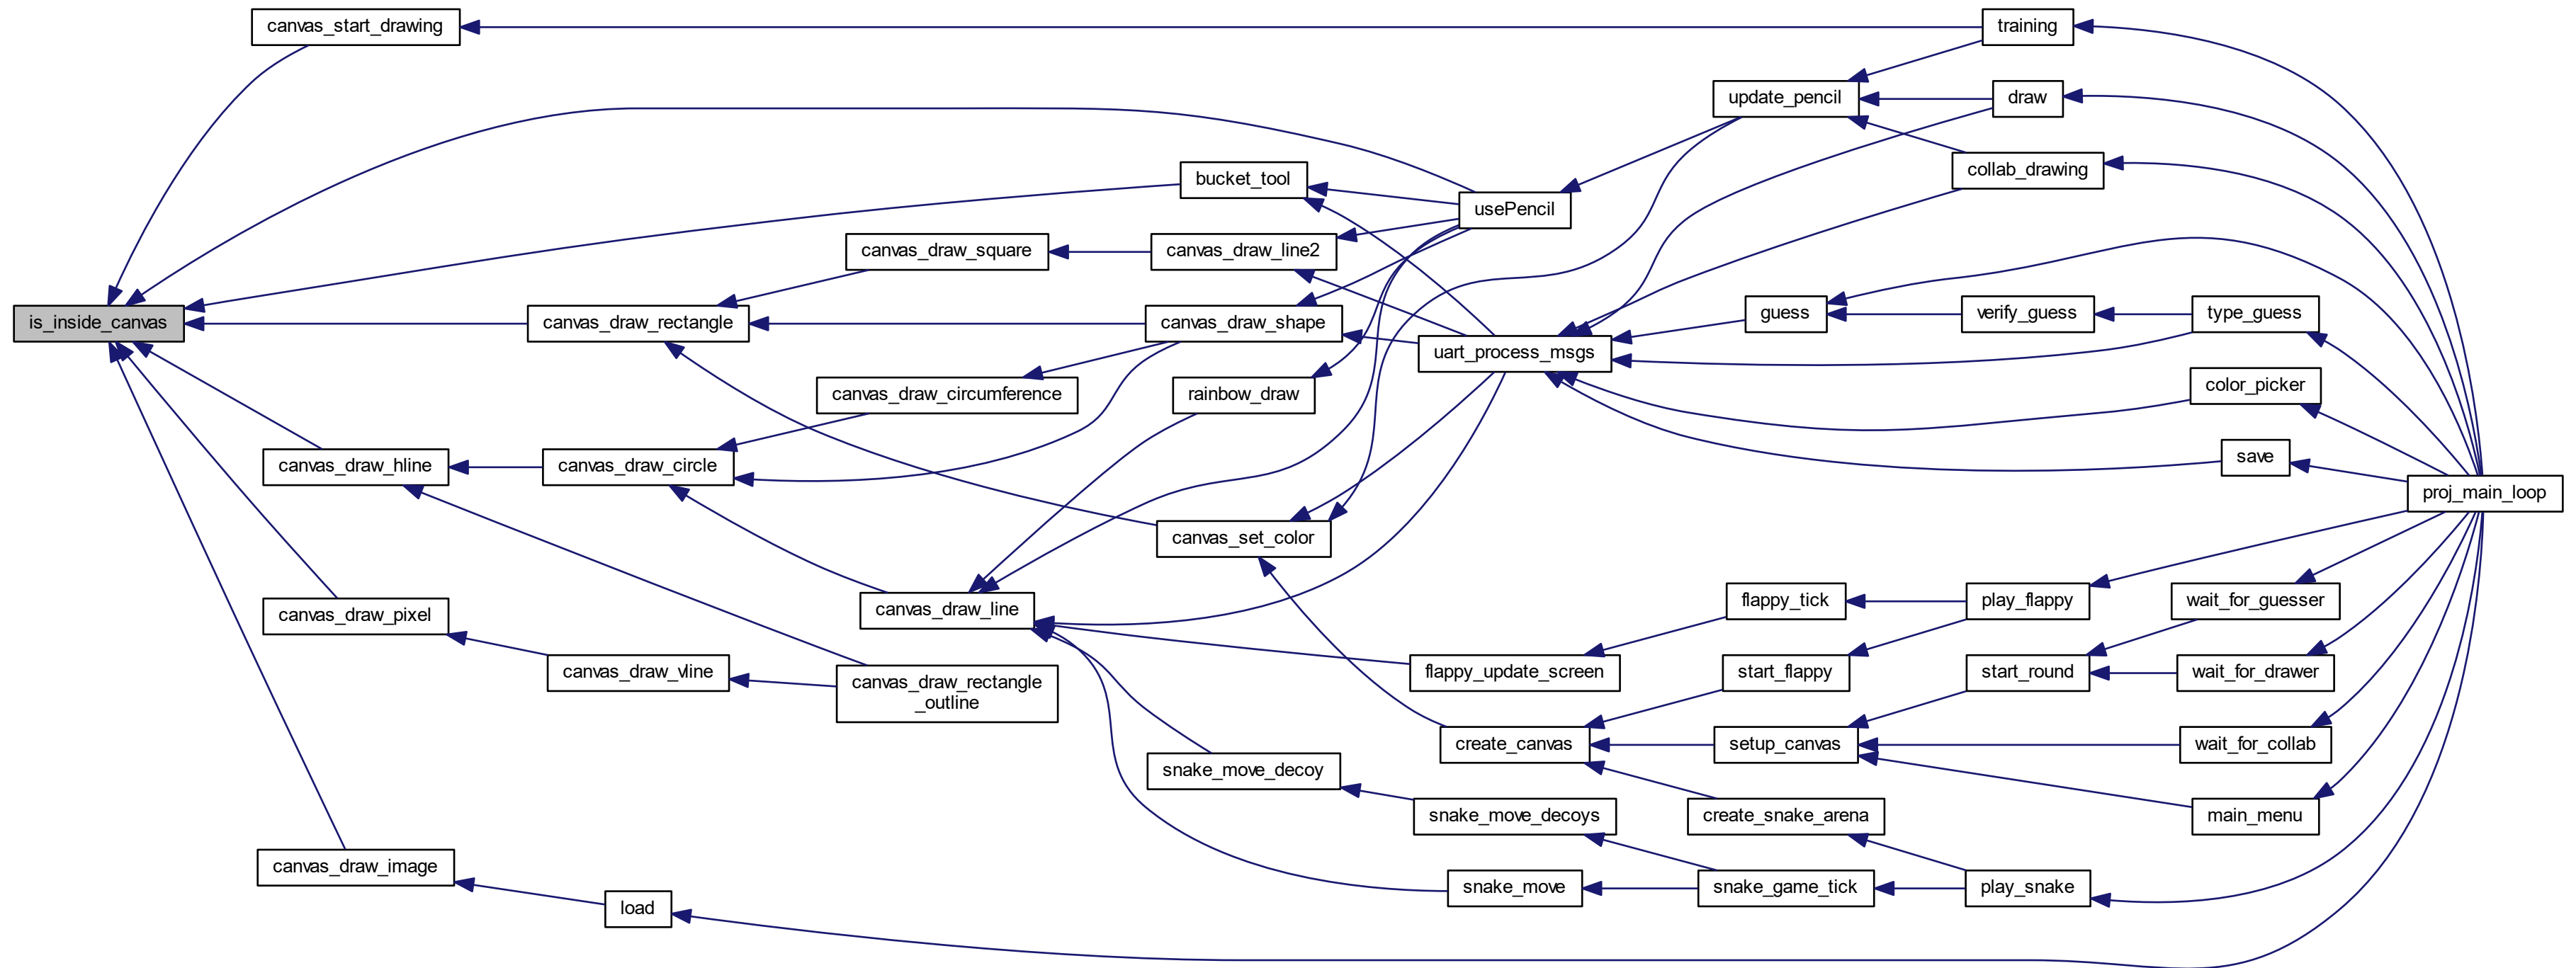 canvas_start_drawing
training
update_pencil
draw
collab_drawing
bucket_tool
usePencil
canvas_draw_square
canvas_draw_line2
is_inside_canvas
canvas_draw_rectangle
canvas_draw_shape
uart_process_msgs
guess
verify_guess
type_guess
canvas_draw_circumference
rainbow_draw
color_picker
canvas_draw_hline
canvas_draw_circle
save
proj_main_loop
canvas_set_color
canvas_draw_pixel
canvas_draw_line
flappy_tick
play_flappy
wait_for_guesser
canvas_draw_vline
canvas_draw_rectangle
_outline
flappy_update_screen
start_flappy
start_round
wait_for_drawer
snake_move_decoy
create_canvas
setup_canvas
wait_for_collab
snake_move_decoys
create_snake_arena
main_menu
canvas_draw_image
load
snake_move
snake_game_tick
play_snake